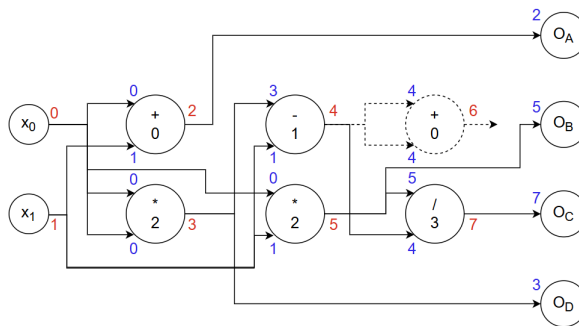 2 O_A
0 3 4
x_0 0 + 0 2 - 1 4 + 0 6 5 O_B
1 1 4
0 0 5
x_1 1 * 2 3 * 2 5 / 3 7 7 O_C
0 1 4
3 O_D